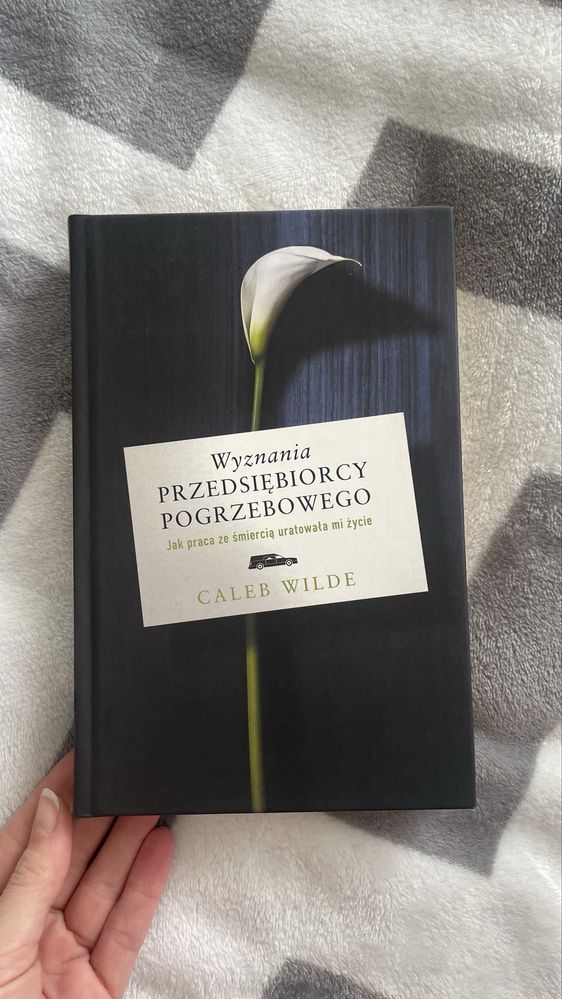 Wyznania
PRZEDSIĘBIORCY
POGRZEBOWEGO
Jak praca ze śmiercią uratowała mi życie
CALEB WILDE